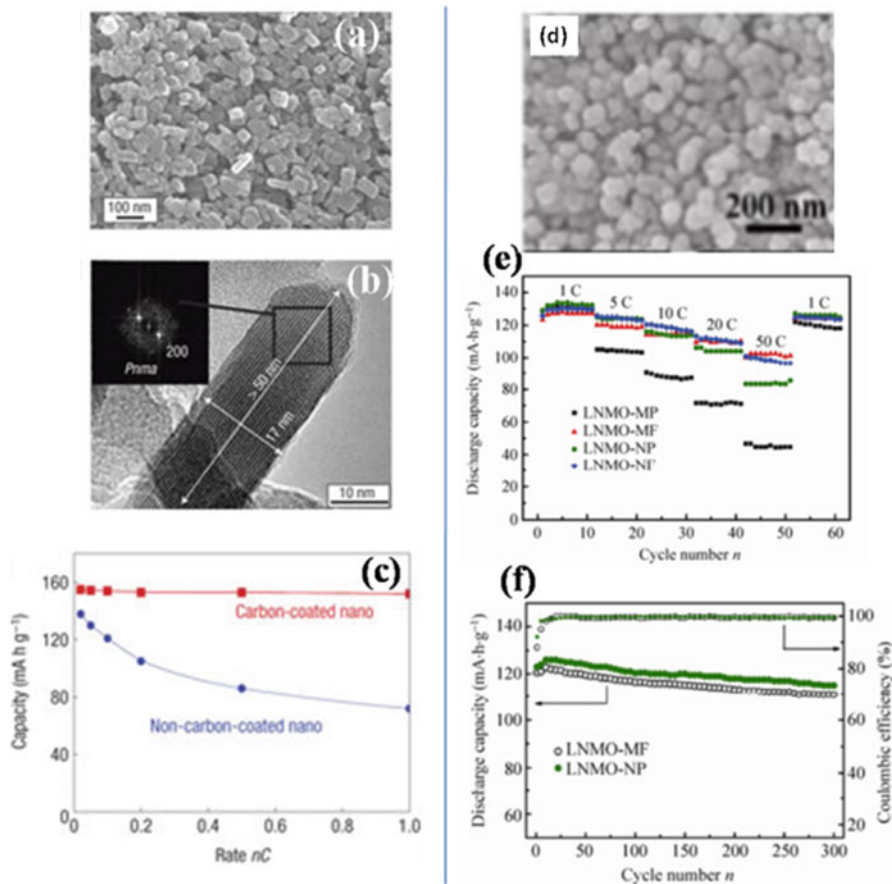 (a)
100 nm
(b)
200
Pnma
> 50 nm
17 nm
10 nm
(c)
160
120
80
40
0
Capacity (mA h g⁻¹)
Carbon-coated nano
Non-carbon-coated nano
0 0.2 0.4 0.6 0.8 1.0
Rate nC
(d)
200 nm
(e)
140
120
100
80
60
40
20
0
Discharge capacity (mA·h·g⁻¹)
1 C
5 C
10 C
20 C
50 C
1 C
LNMO-MP
LNMO-MF
LNMO-NP
LNMO-NF
0 10 20 30 40 50 60
Cycle number n
(f)
140
120
100
80
60
Discharge capacity (mA·h·g⁻¹)
100
80
60
40
20
Coulombic efficiency (%)
LNMO-MF
LNMO-NP
0 50 100 150 200 250 300
Cycle number n